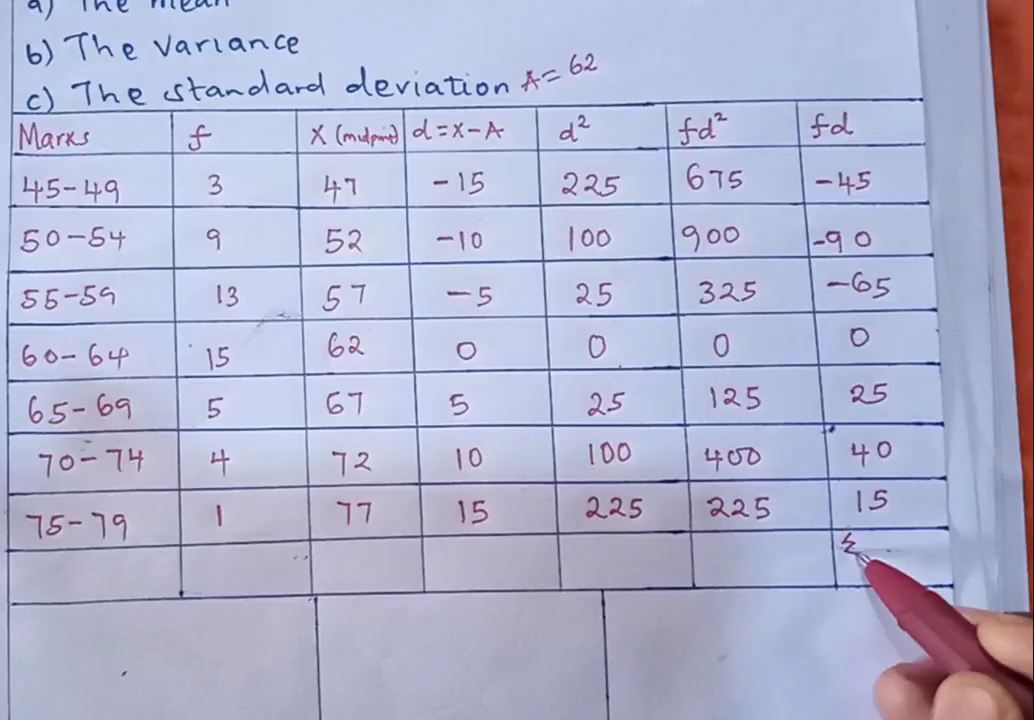 a) The mean
b) The variance
c) The standard deviation A = 62
Marks f X (midpoint) d = x - A d² fd² fd
45-49 3 47 -15 225 675 -45
50-54 9 52 -10 100 900 -90
55-59 13 57 -5 25 325 -65
60-64 15 62 0 0 0 0
65-69 5 67 5 25 125 25
70-74 4 72 10 100 400 40
75-79 1 77 15 225 225 15
Σ